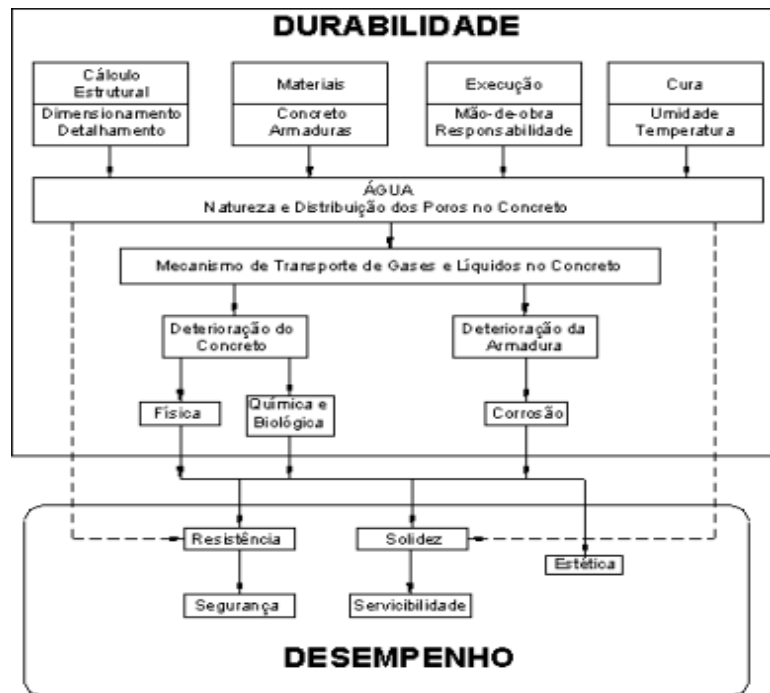 DURABILIDADE
Cálculo
Estrutural
Dimensionamento
Detalhamento
Materiais
Concreto
Armaduras
Execução
Mão-de-obra
Responsabilidade
Cura
Umidade
Temperatura
ÁGUA
Natureza e Distribuição dos Poros no Concreto
Mecanismo de Transporte de Gases e Líquidos no Concreto
Deterioração do
Concreto
Deterioração da
Armadura
Física
Química e
Biológica
Corrosão
Resistência
Solidez
Estética
Segurança
Servicibilidade
DESEMPENHO